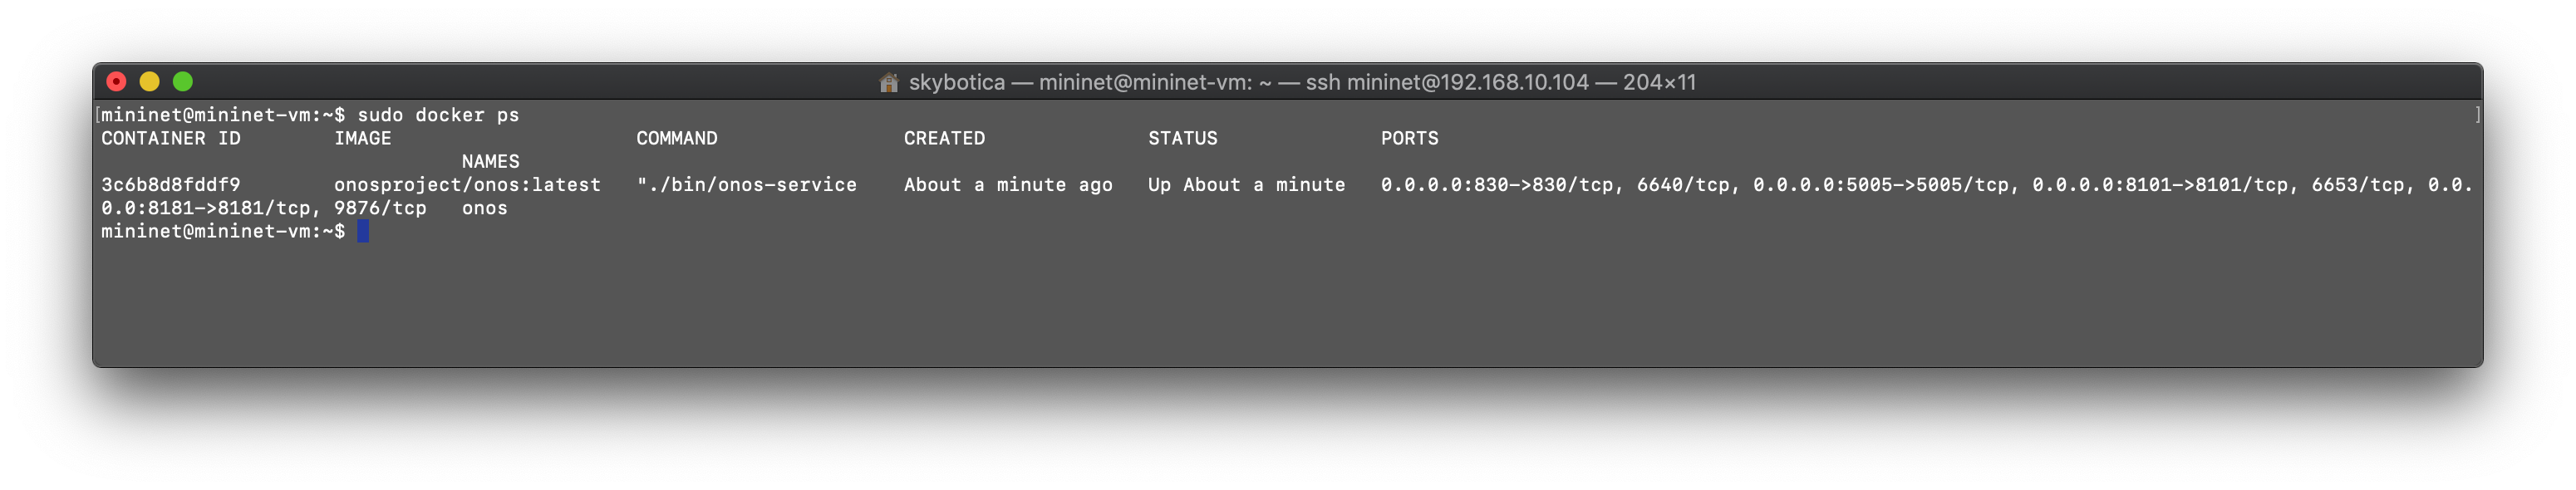 skybotica — mininet@mininet-vm: ~ — ssh mininet@192.168.10.104 — 204×11
[mininet@mininet-vm:~$ sudo docker ps ]
CONTAINER ID        IMAGE                     COMMAND                CREATED              STATUS              PORTS
                               NAMES
3c6b8d8fddf9        onosproject/onos:latest   "./bin/onos-service    About a minute ago   Up About a minute   0.0.0.0:830->830/tcp, 6640/tcp, 0.0.0.0:5005->5005/tcp, 0.0.0.0:8101->8101/tcp, 6653/tcp, 0.0.
0.0:8181->8181/tcp, 9876/tcp   onos
mininet@mininet-vm:~$